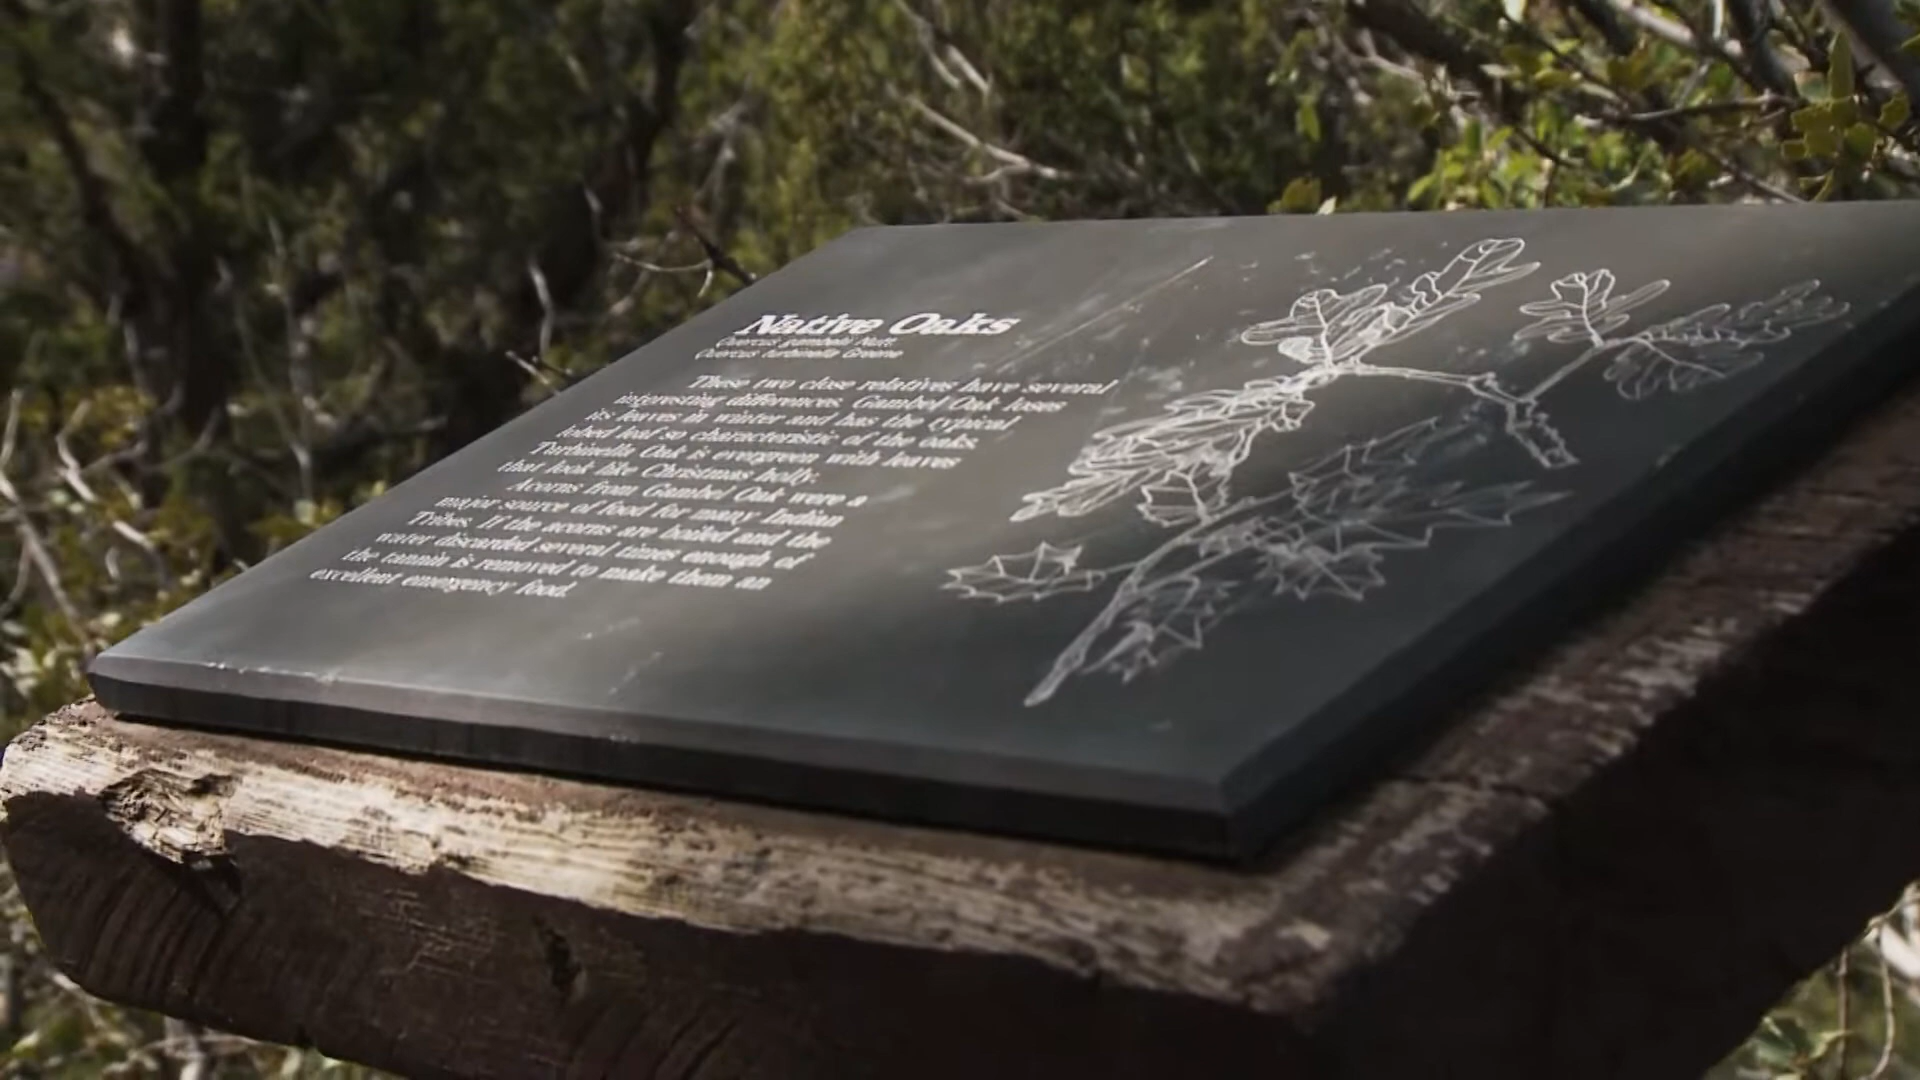 Native Oaks
Quercus gambelii Nutt.
Quercus turbinella Greene
These two close relatives have several
interesting differences. Gambel Oak loses
its leaves in winter and has the typical
lobed leaf so characteristic of the oaks.
Turbinella Oak is evergreen with leaves
that look like Christmas holly.
Acorns from Gambel Oak were a
major source of food for many Indian
Tribes. If the acorns are boiled and the
water discarded several times enough of
the tannin is removed to make them an
excellent emergency food.